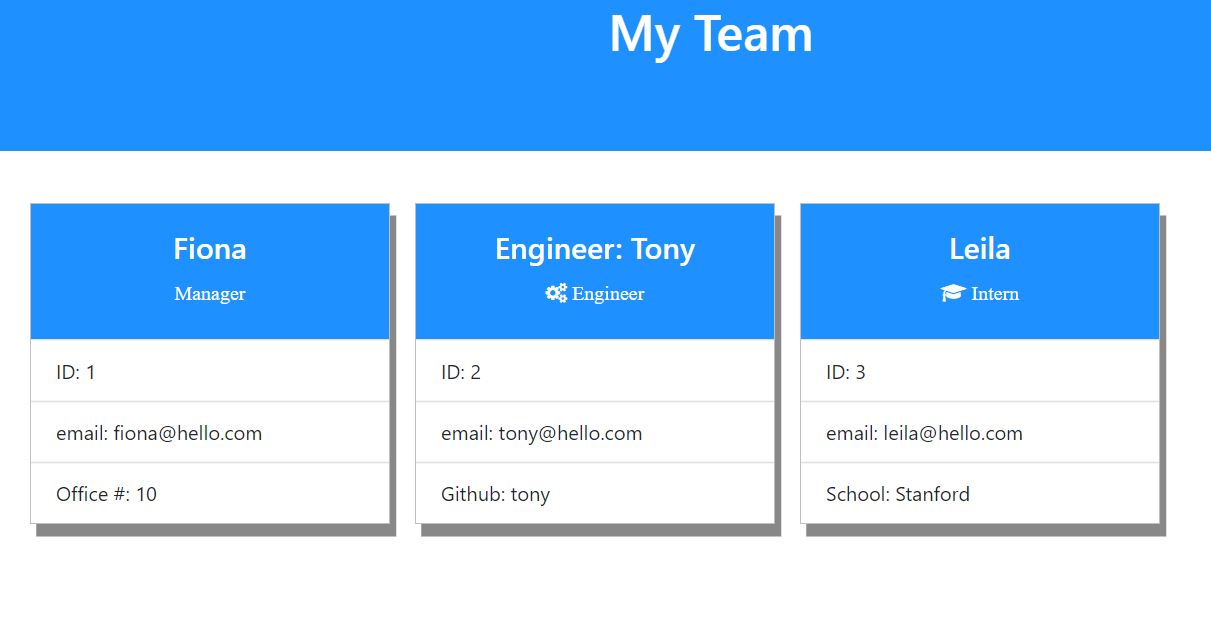 My Team
Fiona
Manager
ID: 1
email: fiona@hello.com
Office #: 10
Engineer: Tony
Engineer
ID: 2
email: tony@hello.com
Github: tony
Leila
Intern
ID: 3
email: leila@hello.com
School: Stanford